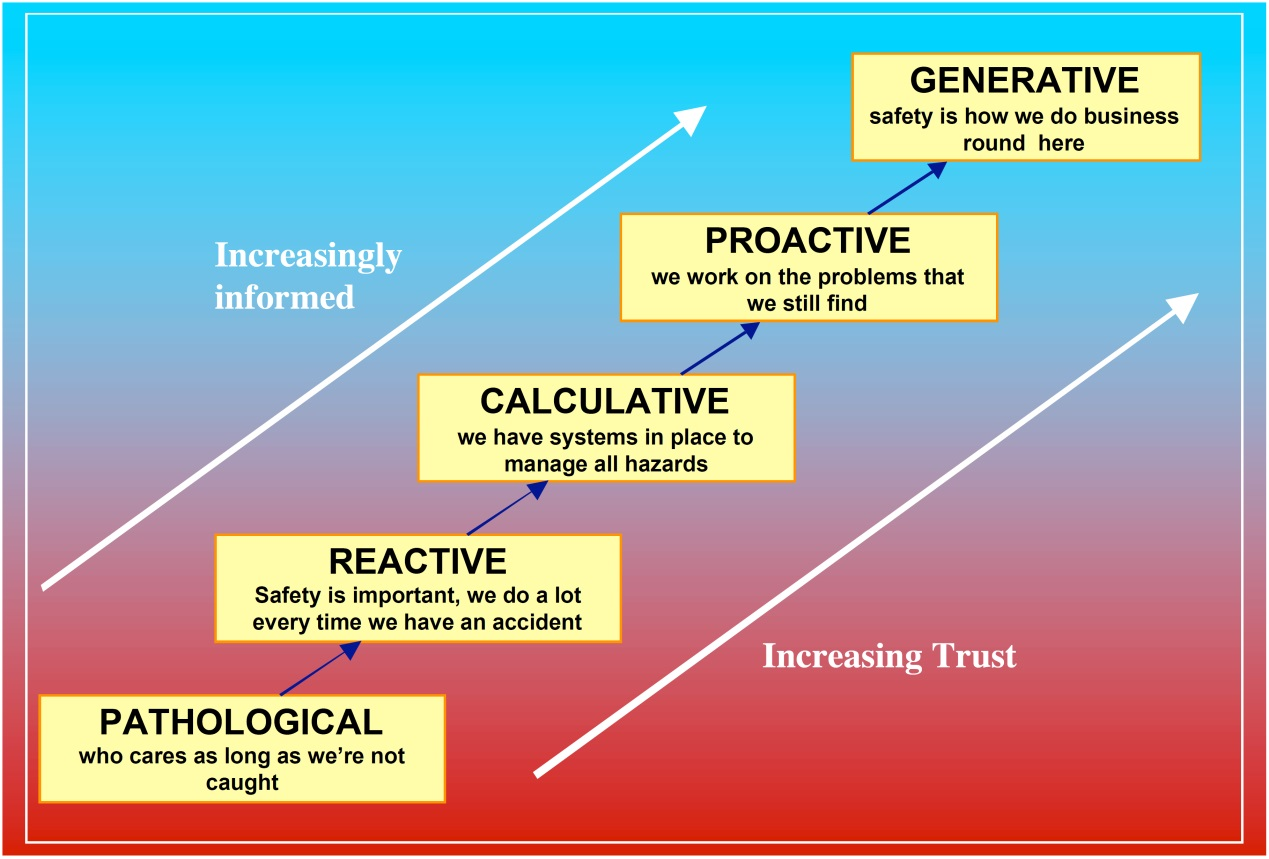 GENERATIVE
safety is how we do business
round here
PROACTIVE
we work on the problems that
we still find
Increasingly
informed
CALCULATIVE
we have systems in place to
manage all hazards
REACTIVE
Safety is important, we do a lot
every time we have an accident
Increasing Trust
PATHOLOGICAL
who cares as long as we’re not
caught